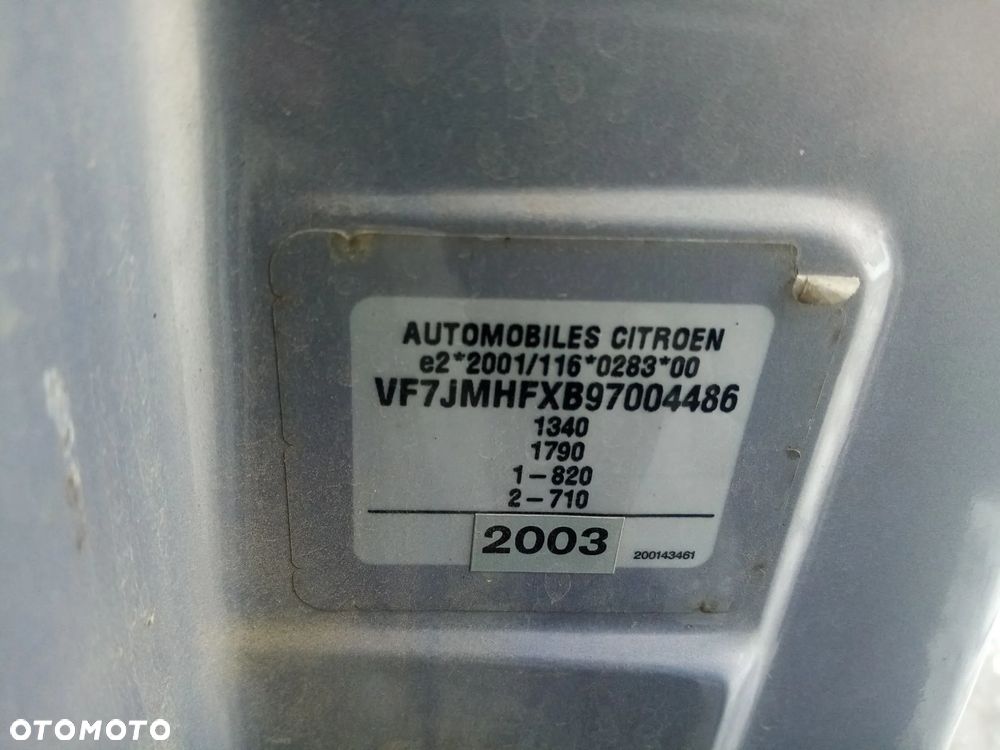 AUTOMOBILES CITROEN
e2*2001/116*0283*00
VF7JMHFXB97004486
1340
1790
1-820
2-710
2003
200143461
OTOMOTO